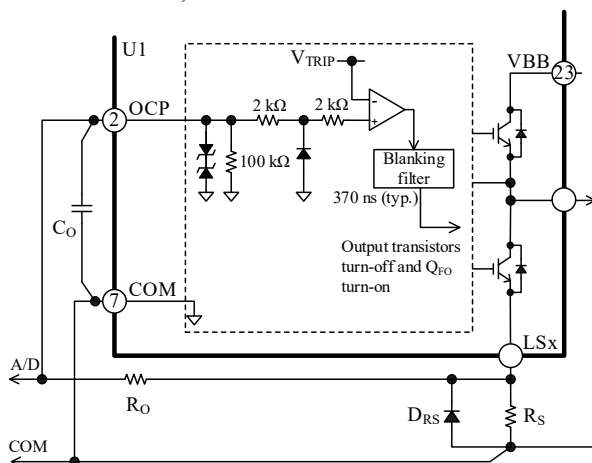 U1
VTRIP
VBB
23
2
OCP
2 kΩ
2 kΩ
-
+
100 kΩ
Blanking
filter
370 ns (typ.)
CO
Output transistors
turn-off and QFO
turn-on
7
COM
LSx
A/D
RO
DRS
RS
COM